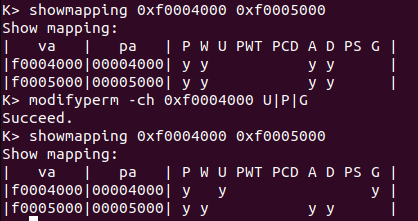 K> showmapping 0xf0004000 0xf0005000
Show mapping:
|   va   |   pa   | P W U PWT PCD A D PS G |
|f0004000|00004000| y y           y y      |
|f0005000|00005000| y y           y y      |
K> modifyperm -ch 0xf0004000 U|P|G
Succeed.
K> showmapping 0xf0004000 0xf0005000
Show mapping:
|   va   |   pa   | P W U PWT PCD A D PS G |
|f0004000|00004000| y   y                y |
|f0005000|00005000| y y           y y      |